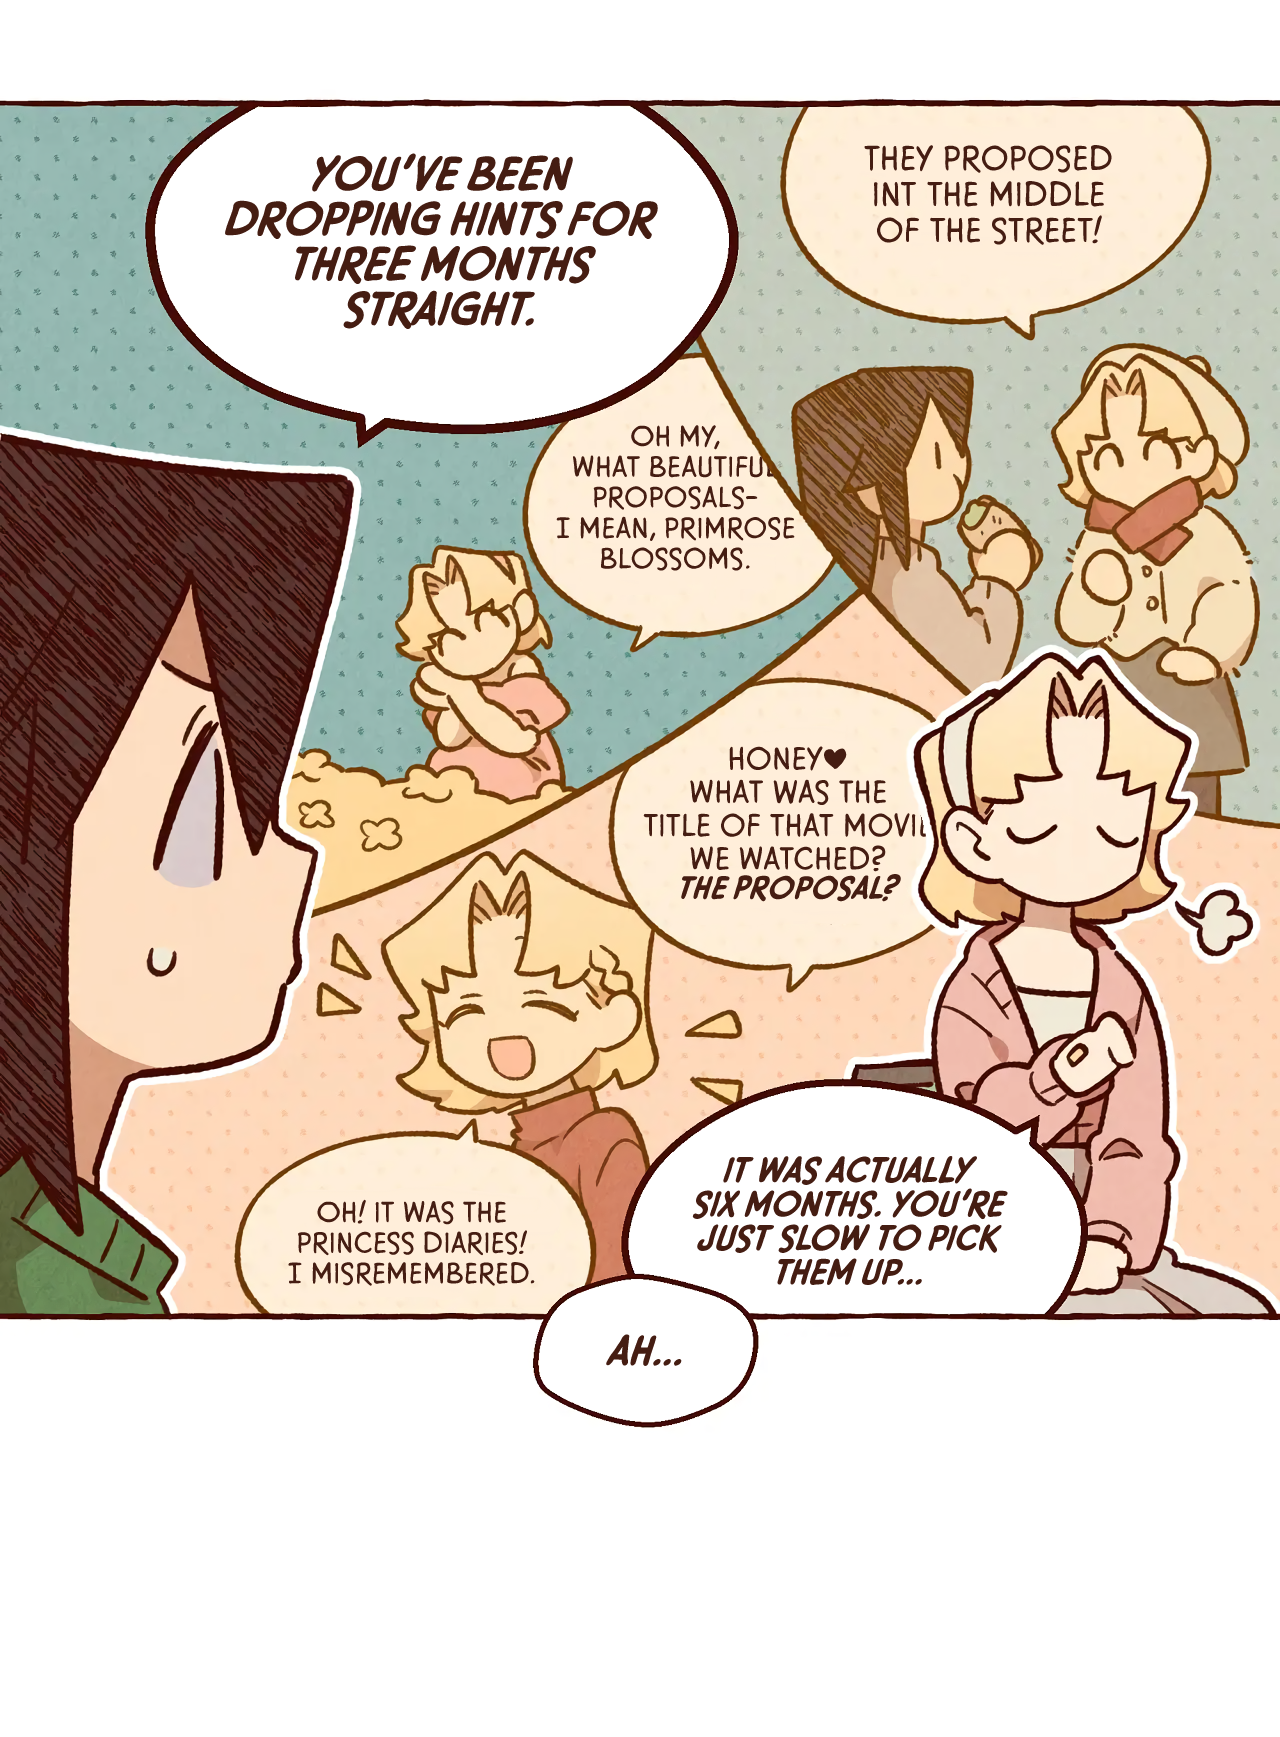 YOU'VE BEEN
DROPPING HINTS FOR
THREE MONTHS
STRAIGHT.
THEY PROPOSED
INT THE MIDDLE
OF THE STREET!
OH MY,
WHAT BEAUTIFUL
PROPOSALS-
I MEAN, PRIMROSE
BLOSSOMS.
HONEY♥
WHAT WAS THE
TITLE OF THAT MOVIE
WE WATCHED?
THE PROPOSAL?
OH! IT WAS THE
PRINCESS DIARIES!
I MISREMEMBERED.
IT WAS ACTUALLY
SIX MONTHS. YOU'RE
JUST SLOW TO PICK
THEM UP...
AH...